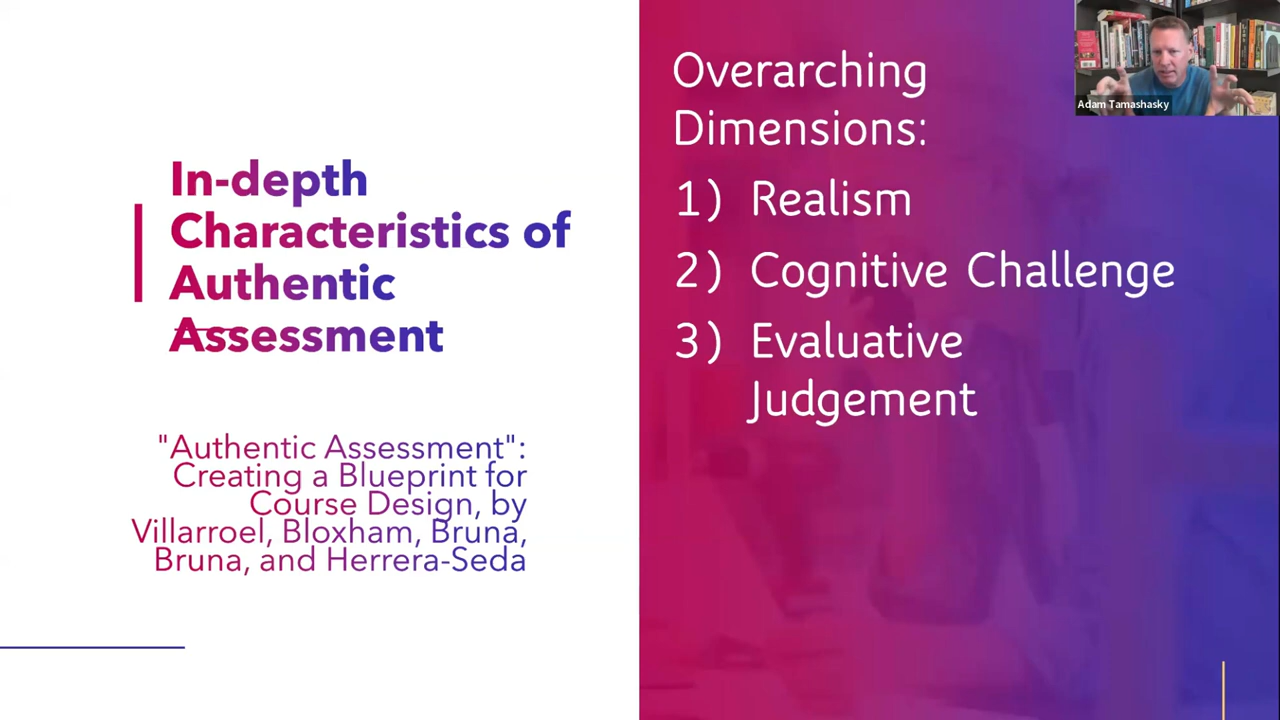 In-depth
Characteristics of
Authentic
Assessment
"Authentic Assessment":
Creating a Blueprint for
Course Design, by
Villarroel, Bloxham, Bruna,
Bruna, and Herrera-Seda
Overarching
Dimensions:
1) Realism
2) Cognitive Challenge
3) Evaluative
Judgement
Adam Tamashasky